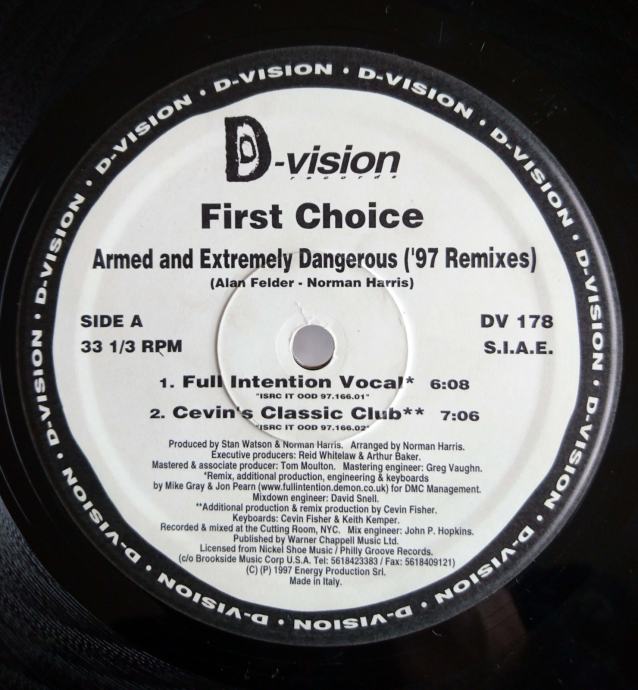 D-VISION • D-VISION • D-VISION • D-VISION • D-VISION • D-VISION • D-VISION • D-VISION • D-VISION • D-VISION • D-VISION •
D-vision
records
First Choice
Armed and Extremely Dangerous ('97 Remixes)
(Alan Felder - Norman Harris)
SIDE A
DV 178
33 1/3 RPM
S.I.A.E.
1. Full Intention Vocal* 6:08
"ISRC IT OOD 97.166.01"
2. Cevin's Classic Club** 7:06
"ISRC IT OOD 97.166.02"
Produced by Stan Watson & Norman Harris. Arranged by Norman Harris.
Executive producers: Reid Whitelaw & Arthur Baker.
Mastered & associate producer: Tom Moulton. Mastering engineer: Greg Vaughn.
*Remix, additional production, engineering & keyboards
by Mike Gray & Jon Pearn (www.fullintention.demon.co.uk) for DMC Management.
Mixdown engineer: David Snell.
**Additional production & remix production by Cevin Fisher.
Keyboards: Cevin Fisher & Keith Kemper.
Recorded & mixed at the Cutting Room, NYC. Mix engineer: John P. Hopkins.
Published by Warner Chappell Music Ltd.
Licensed from Nickel Shoe Music / Philly Groove Records.
(c/o Brookside Music Corp U.S.A. Tel: 5618423383 / Fax: 5618409121)
(C) (P) 1997 Energy Production Srl.
Made in Italy.